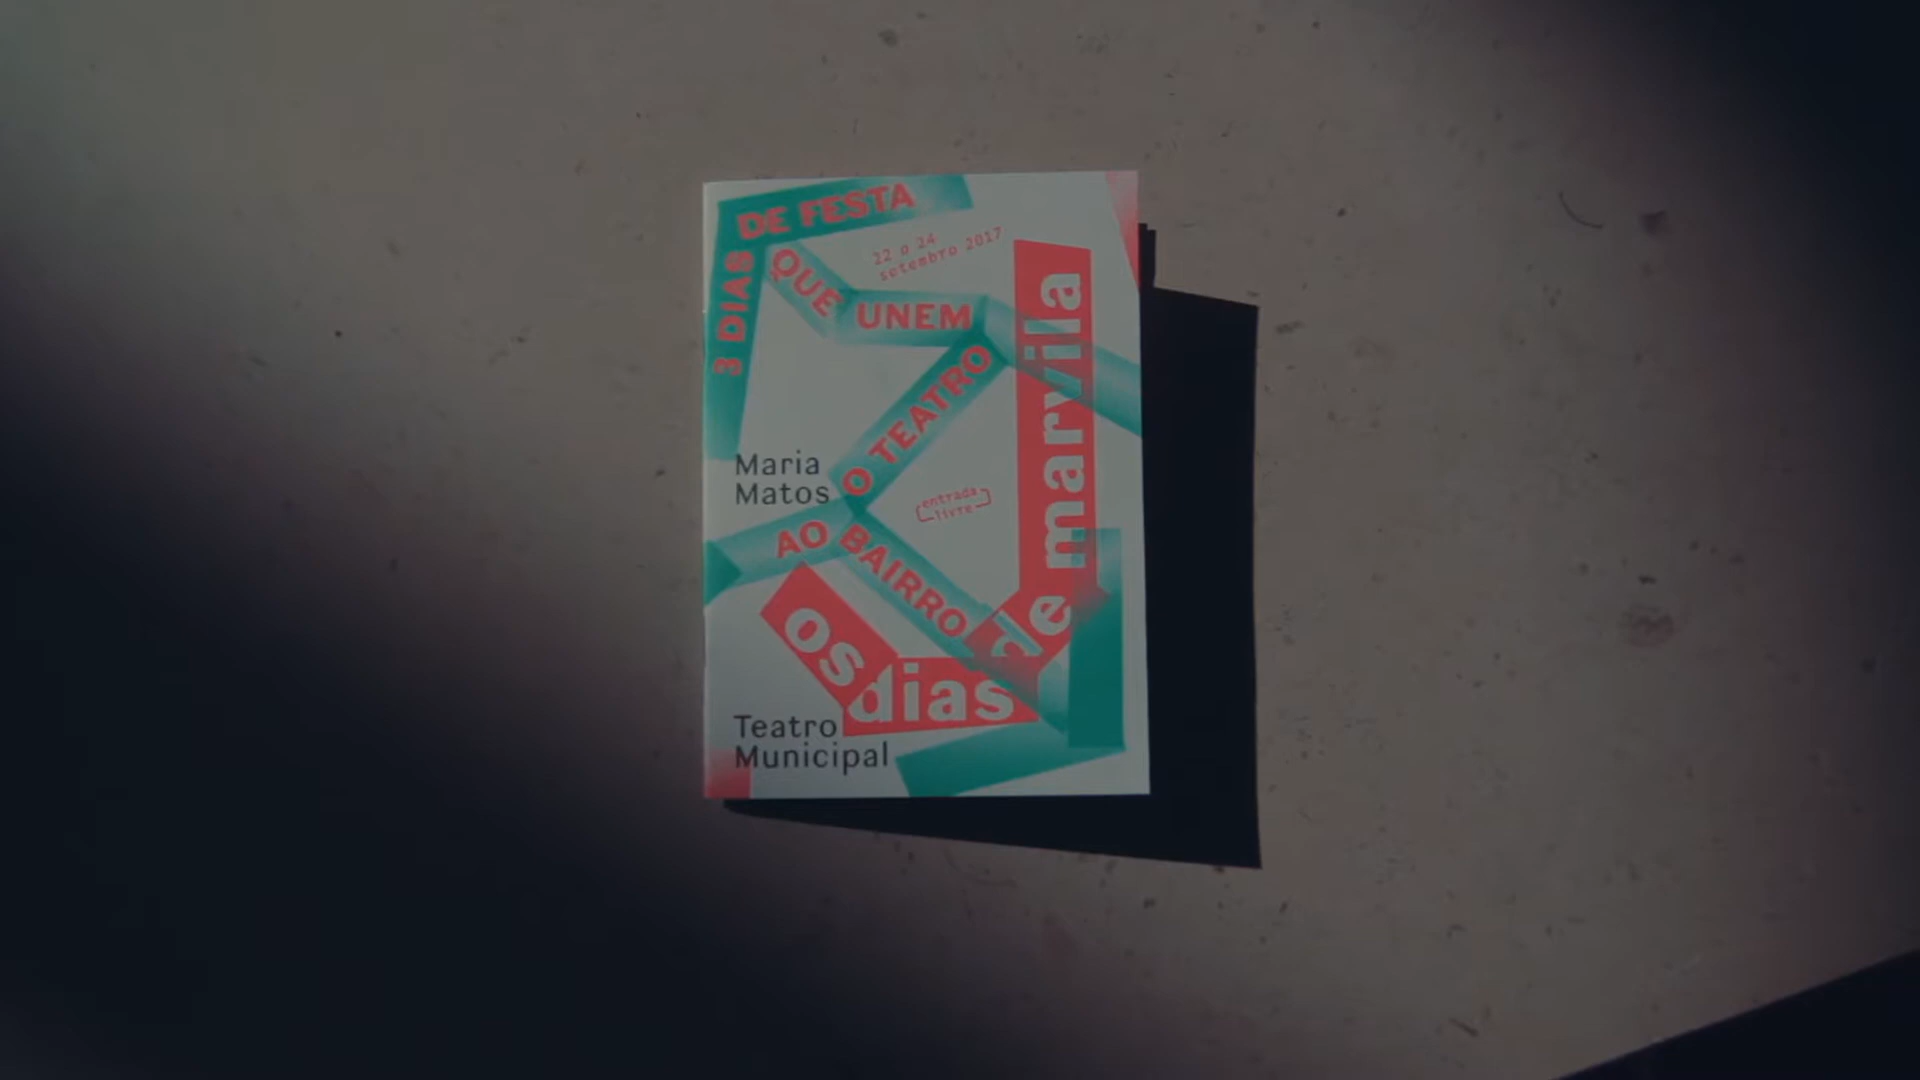 3 DIAS
DE FESTA
QUE
UNEM
O TEATRO
AO BAIRRO
22 a 24
setembro 2017
Maria
Matos
entrada
livre
os
dias
de
marvila
Teatro
Municipal